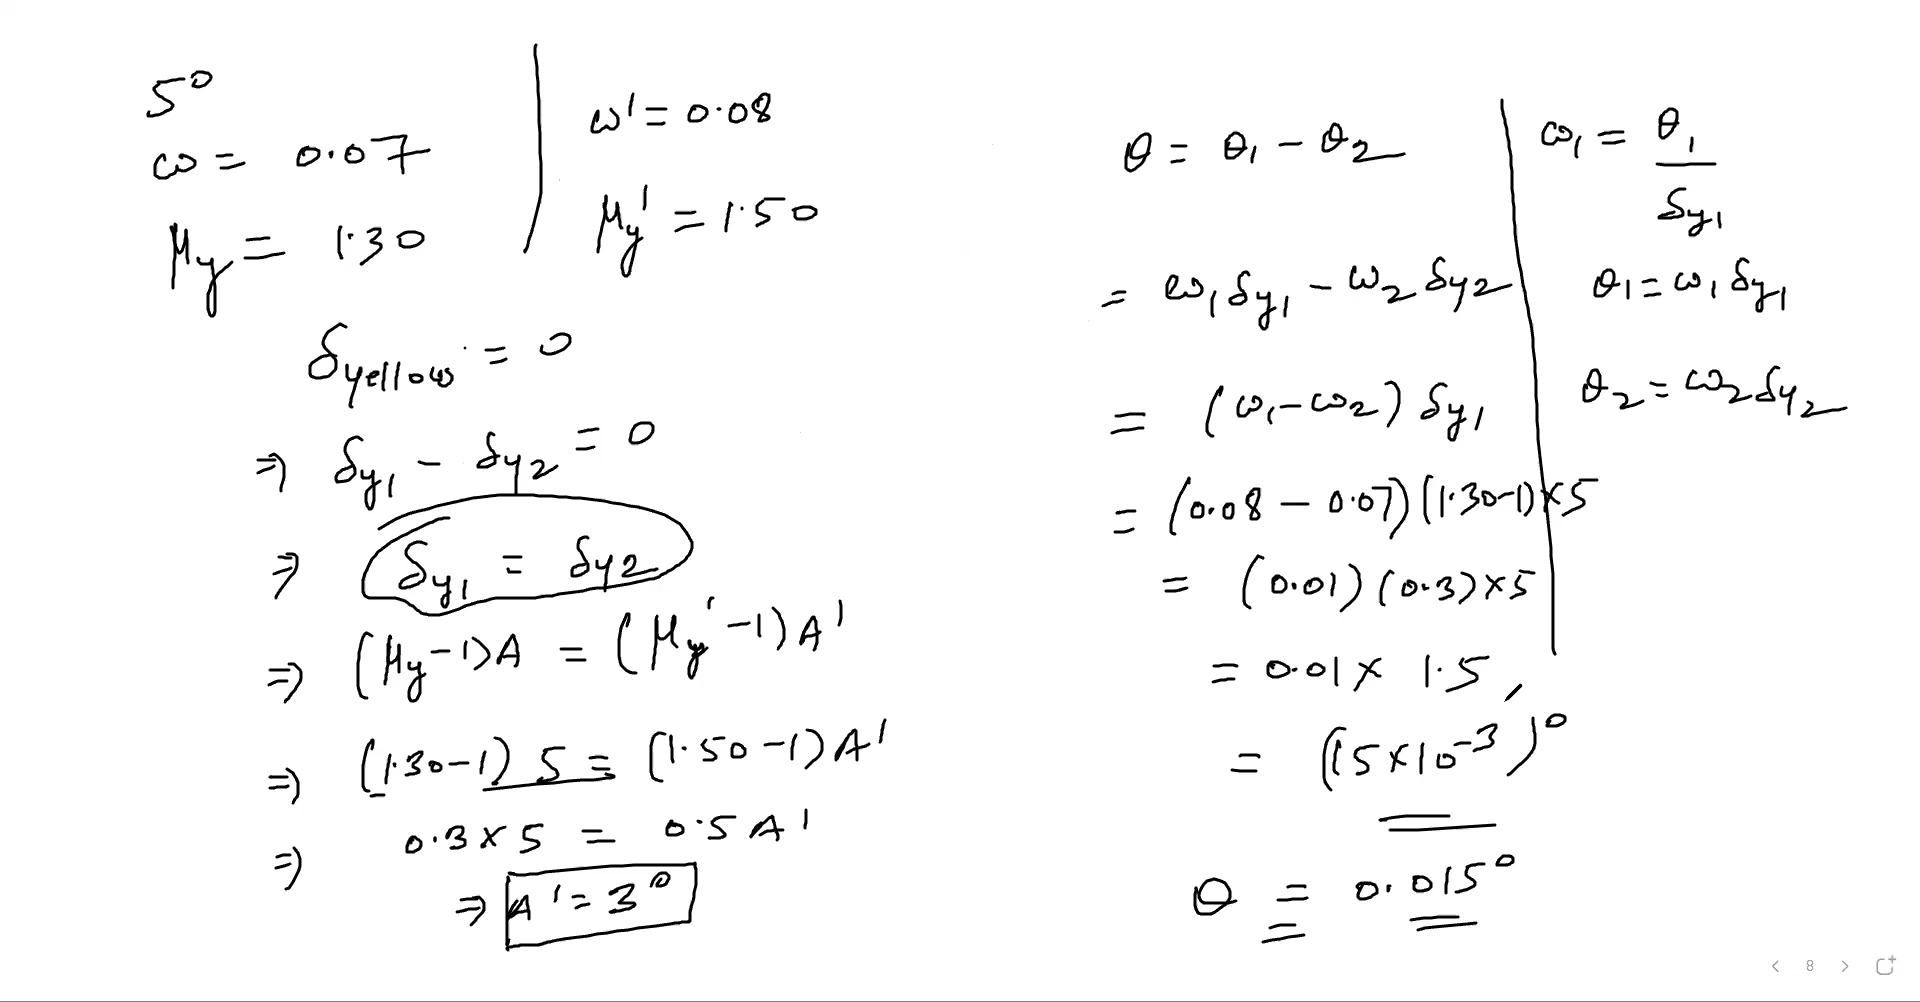 5°
ω = 0.07
μy = 1.30
ω' = 0.08
μy' = 1.50
δyellow = 0
⇒ δy1 - δy2 = 0
⇒ δy1 = δy2
⇒ (μy-1)A = (μy'-1)A'
⇒ (1.30-1) 5 = (1.50-1)A'
⇒ 0.3×5 = 0.5 A'
⇒ A' = 3°
θ = θ1 - θ2
= ω1δy1 - ω2δy2
= (ω1-ω2) δy1
= (0.08 - 0.07)(1.30-1)×5
= (0.01)(0.3)×5
= 0.01× 1.5
= (15×10^-3)°
θ = 0.015°
ω1 = θ1/δy1
θ1 = ω1δy1
θ2 = ω2δy2
8